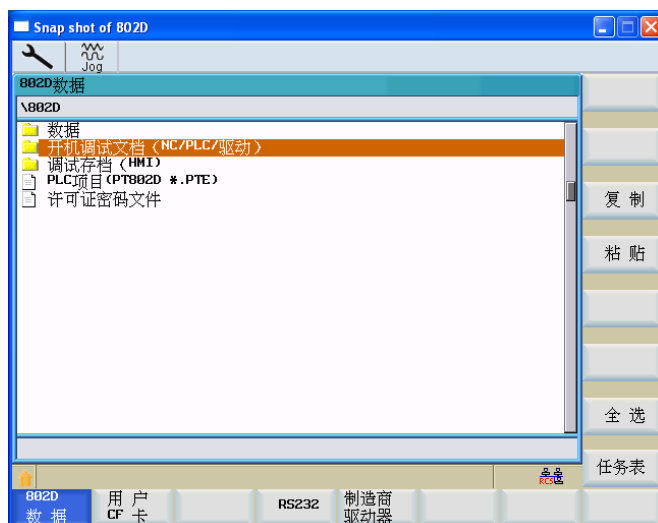 Snap shot of 802D
Jog
802D数据
\802D
数据
开机调试文档（NC/PLC/驱动）
调试存档（HMI）
PLC项目(PT802D *.PTE)
许可证密码文件
复制
粘贴
全选
任务表
RCS
802D
数据
用户
CF 卡
RS232
制造商
驱动器